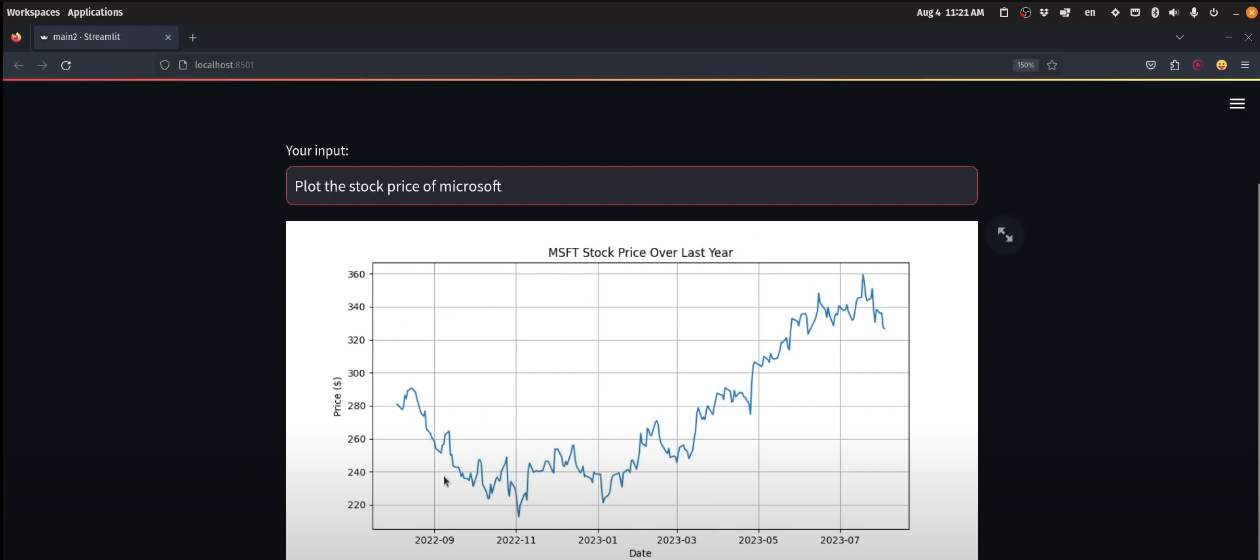 Workspaces Applications Aug 4 11:21 AM en
main2 · Streamlit
localhost:8501 150%
Your input:
Plot the stock price of microsoft
MSFT Stock Price Over Last Year
360
340
320
300
280
260
240
220
Price ($)
2022-09 2022-11 2023-01 2023-03 2023-05 2023-07
Date